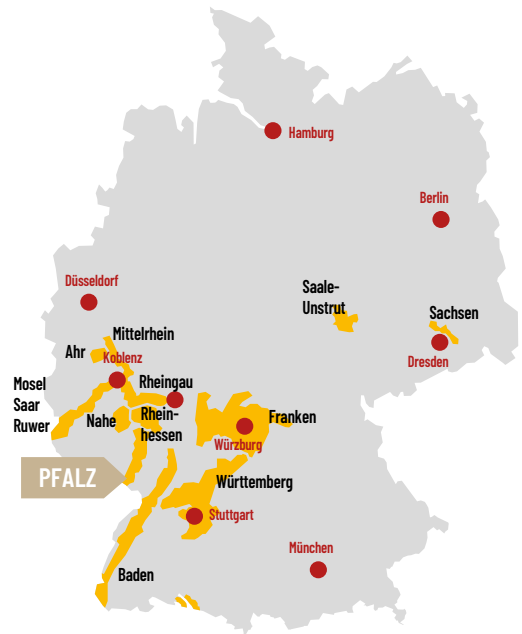 Hamburg
Berlin
Düsseldorf
Saale-
Unstrut
Sachsen
Mittelrhein
Ahr
Koblenz
Dresden
Mosel
Saar
Ruwer
Rheingau
Nahe
Rhein-
hessen
Franken
Würzburg
PFALZ
Württemberg
Stuttgart
München
Baden